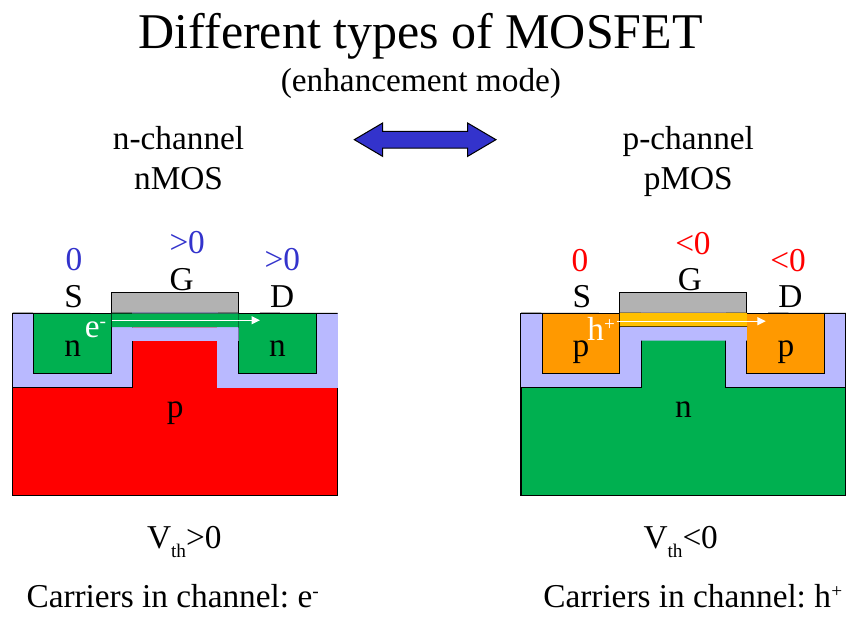 Different types of MOSFET
(enhancement mode)
n-channel
nMOS
p-channel
pMOS
0 >0 >0
S G D
e-
n n
p
Vth>0
Carriers in channel: e-
0 <0 <0
S G D
h+
p p
n
Vth<0
Carriers in channel: h+